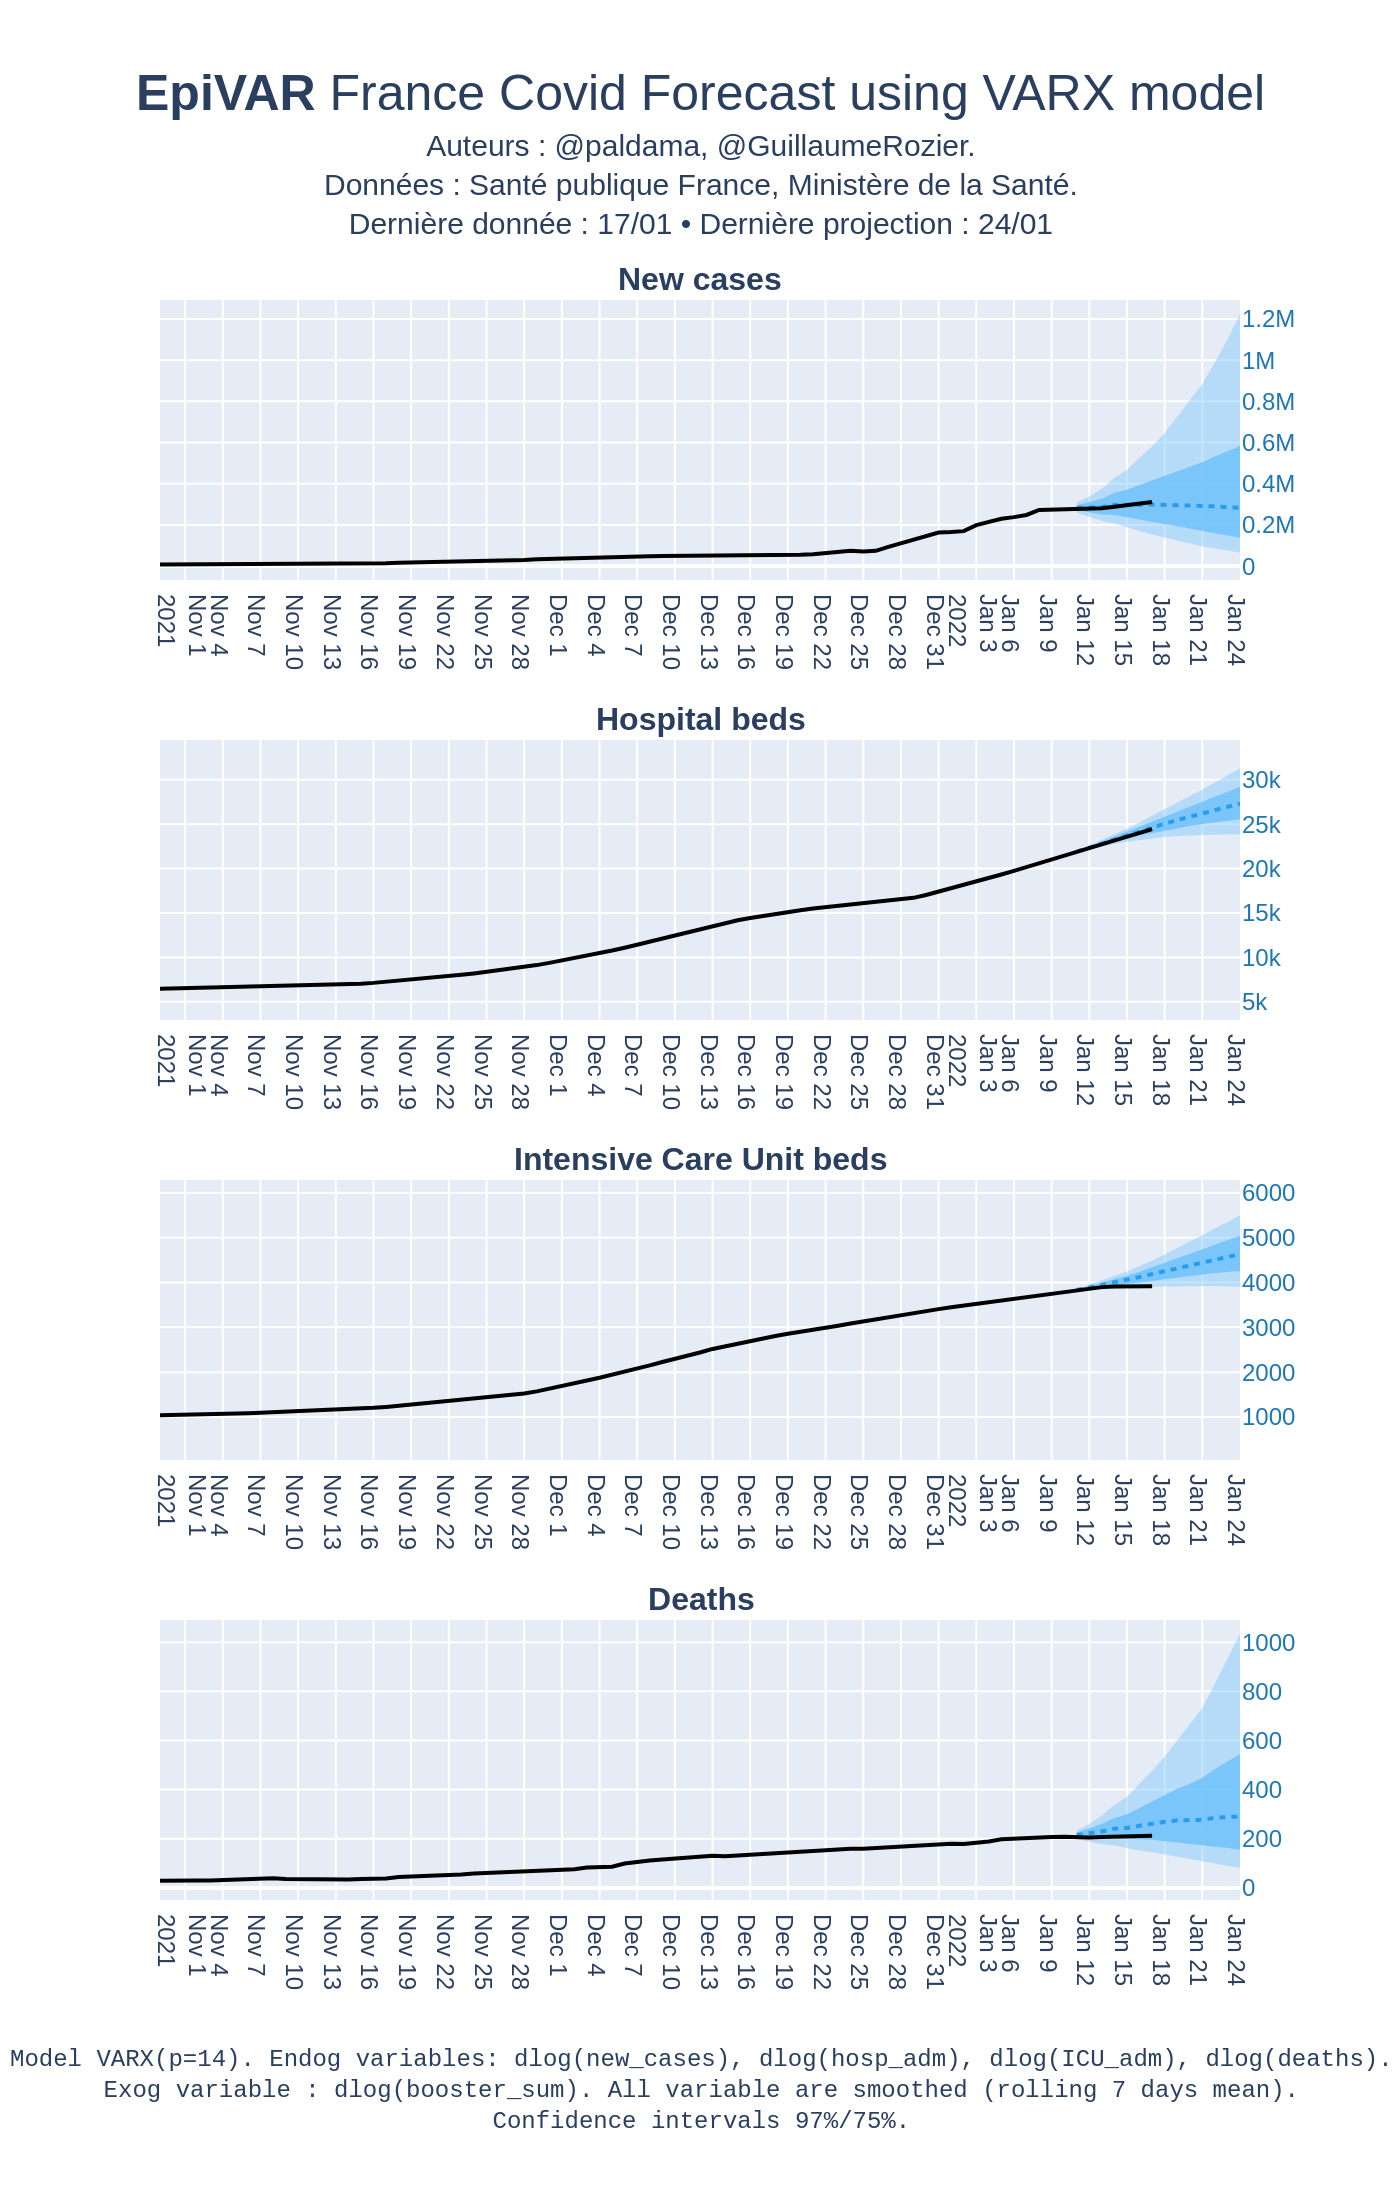 EpiVAR France Covid Forecast using VARX model
Auteurs : @paldama, @GuillaumeRozier.
Données : Santé publique France, Ministère de la Santé.
Dernière donnée : 17/01 • Dernière projection : 24/01
New cases
1.2M
1M
0.8M
0.6M
0.4M
0.2M
0
2021 Nov 1 Nov 4 Nov 7 Nov 10 Nov 13 Nov 16 Nov 19 Nov 22 Nov 25 Nov 28 Dec 1 Dec 4 Dec 7 Dec 10 Dec 13 Dec 16 Dec 19 Dec 22 Dec 25 Dec 28 Dec 31 2022 Jan 3 Jan 6 Jan 9 Jan 12 Jan 15 Jan 18 Jan 21 Jan 24
Hospital beds
30k
25k
20k
15k
10k
5k
2021 Nov 1 Nov 4 Nov 7 Nov 10 Nov 13 Nov 16 Nov 19 Nov 22 Nov 25 Nov 28 Dec 1 Dec 4 Dec 7 Dec 10 Dec 13 Dec 16 Dec 19 Dec 22 Dec 25 Dec 28 Dec 31 2022 Jan 3 Jan 6 Jan 9 Jan 12 Jan 15 Jan 18 Jan 21 Jan 24
Intensive Care Unit beds
6000
5000
4000
3000
2000
1000
2021 Nov 1 Nov 4 Nov 7 Nov 10 Nov 13 Nov 16 Nov 19 Nov 22 Nov 25 Nov 28 Dec 1 Dec 4 Dec 7 Dec 10 Dec 13 Dec 16 Dec 19 Dec 22 Dec 25 Dec 28 Dec 31 2022 Jan 3 Jan 6 Jan 9 Jan 12 Jan 15 Jan 18 Jan 21 Jan 24
Deaths
1000
800
600
400
200
0
2021 Nov 1 Nov 4 Nov 7 Nov 10 Nov 13 Nov 16 Nov 19 Nov 22 Nov 25 Nov 28 Dec 1 Dec 4 Dec 7 Dec 10 Dec 13 Dec 16 Dec 19 Dec 22 Dec 25 Dec 28 Dec 31 2022 Jan 3 Jan 6 Jan 9 Jan 12 Jan 15 Jan 18 Jan 21 Jan 24
Model VARX(p=14). Endog variables: dlog(new_cases), dlog(hosp_adm), dlog(ICU_adm), dlog(deaths).
Exog variable : dlog(booster_sum). All variable are smoothed (rolling 7 days mean).
Confidence intervals 97%/75%.